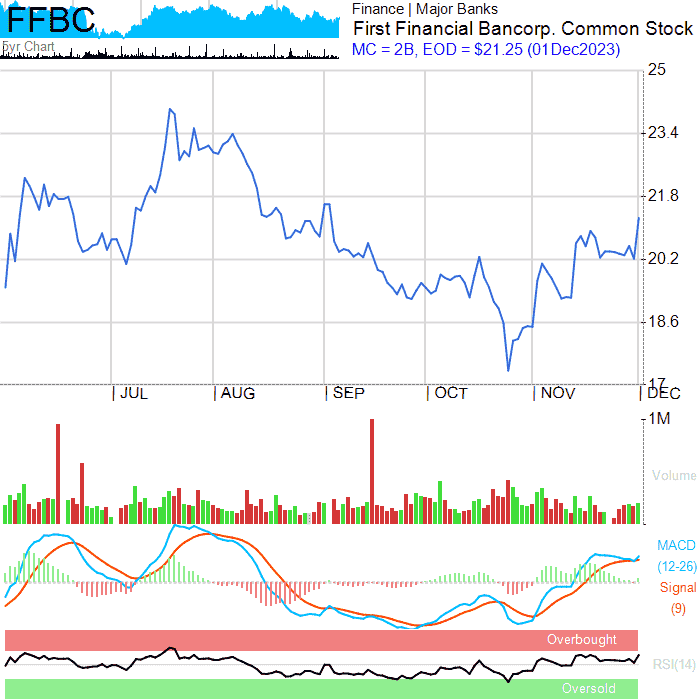 FFBC
5yr Chart
Finance | Major Banks
First Financial Bancorp. Common Stock
MC = 2B, EOD = $21.25 (01Dec2023)
25
23.4
21.8
20.2
18.6
17
| JUL | AUG | SEP | OCT | NOV | DEC
1M
Volume
MACD
(12-26)
Signal
(9)
Overbought
RSI(14)
Oversold